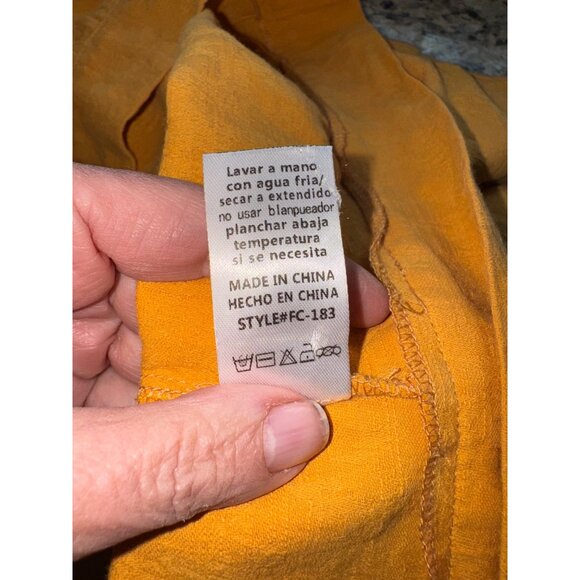 Lavar a mano
con agua fria/
secar a extendido
no usar blanpueador
planchar abaja
temperatura
si se necesita
MADE IN CHINA
HECHO EN CHINA
STYLE#FC-183